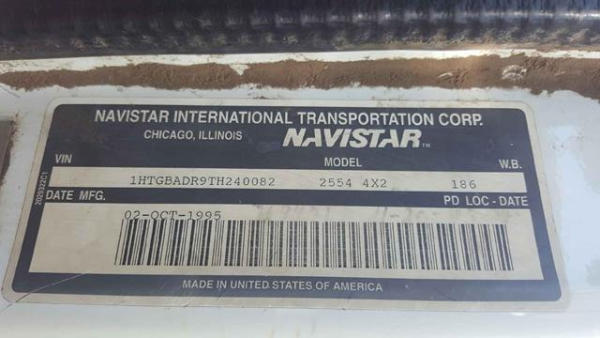 NAVISTAR INTERNATIONAL TRANSPORTATION CORP.
CHICAGO, ILLINOIS NAVISTAR™
VIN MODEL W.B.
1HTGBADR9TH240082 2554 4X2 186
DATE MFG. PD LOC - DATE
02-OCT-1995
MADE IN UNITED STATES OF AMERICA